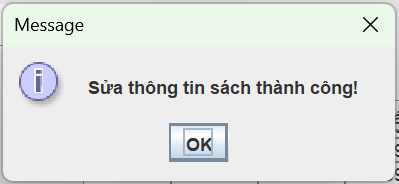 Message
Sửa thông tin sách thành công!
OK